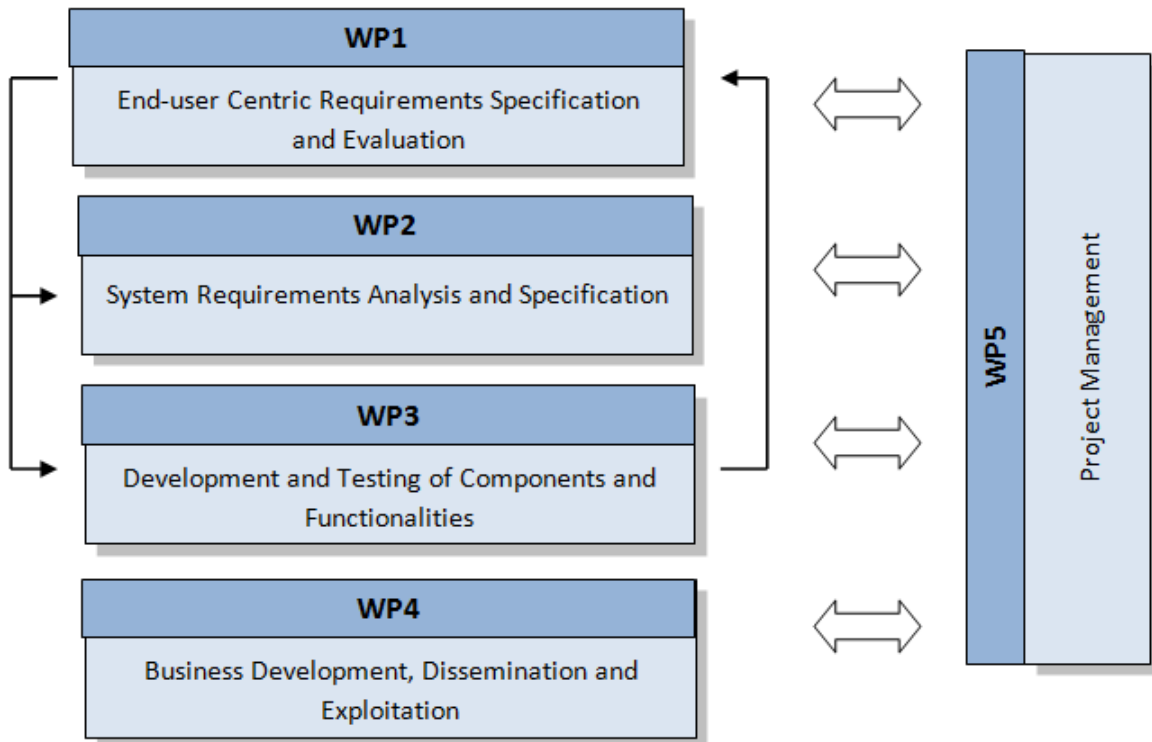 WP1
End-user Centric Requirements Specification
and Evaluation
WP2
System Requirements Analysis and Specification
WP3
Development and Testing of Components and
Functionalities
WP4
Business Development, Dissemination and
Exploitation
WP5
Project Management